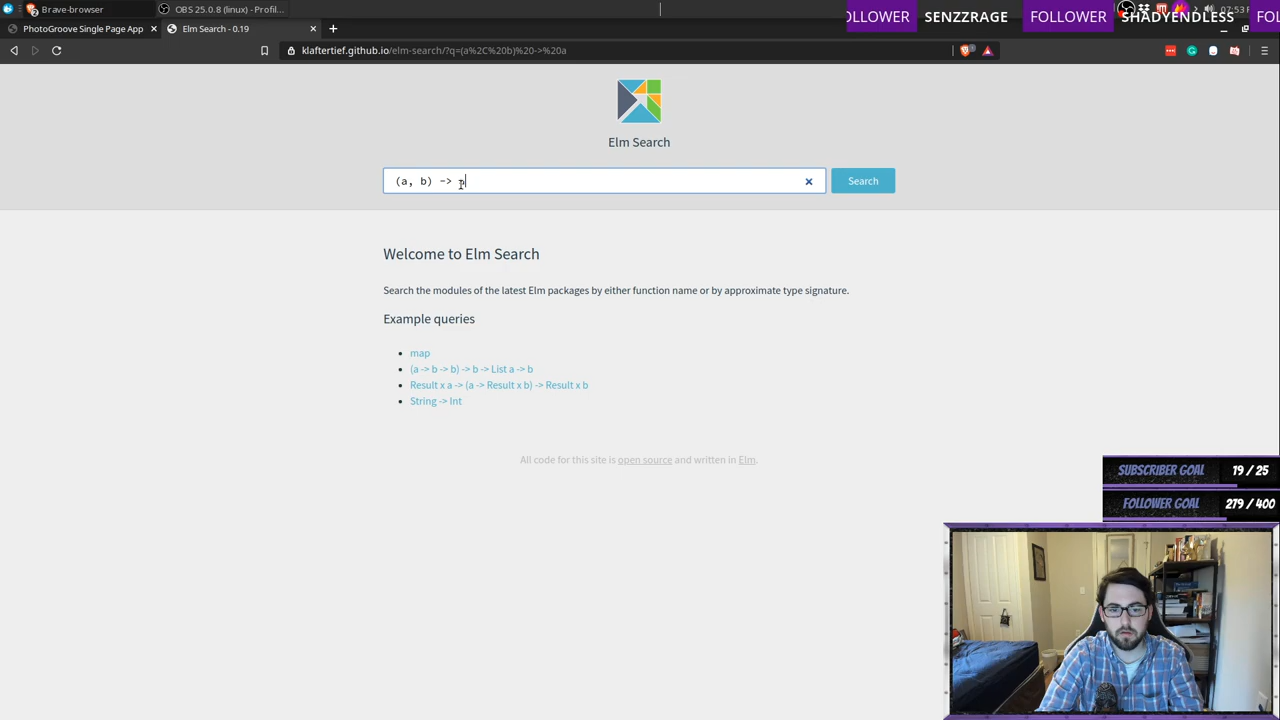 Brave-browser
OBS 25.0.8 (linux) - Profil...
07:53
PhotoGroove Single Page App
Elm Search - 0.19
FOLLOWER SENZZRAGE FOLLOWER SHADYENDLESS
klaftertief.github.io/elm-search/?q=(a%2C%20b)%20->%20a
Elm Search
(a, b) -> a
Search
Welcome to Elm Search
Search the modules of the latest Elm packages by either function name or by approximate type signature.
Example queries
map
(a -> b -> b) -> b -> List a -> b
Result x a -> (a -> Result x b) -> Result x b
String -> Int
All code for this site is open source and written in Elm.
SUBSCRIBER GOAL 19 / 25
FOLLOWER GOAL 279 / 400